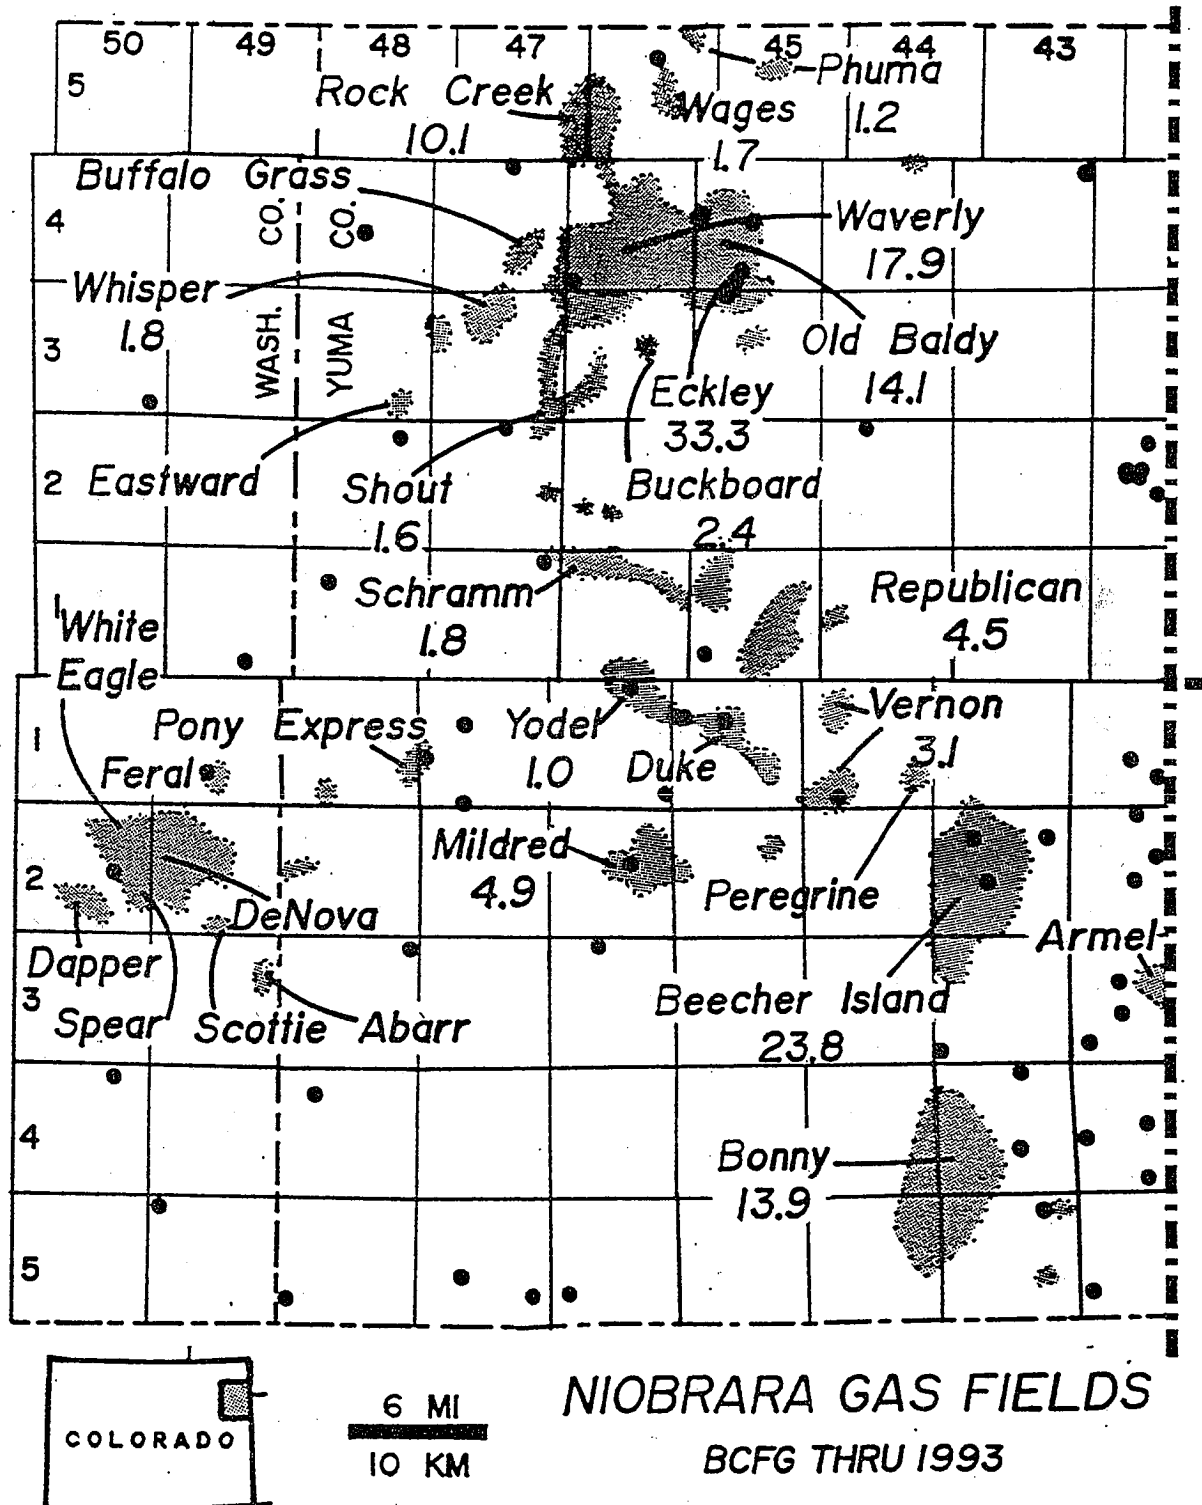 50 49 48 47 45 44 43
5
Rock Creek
10.1
Wages
1.7
Phuma
1.2
Buffalo Grass
4
CO. CO.
Waverly
17.9
Whisper
1.8
WASH. YUMA
3
Old Baldy
14.1
Eckley
33.3
2 Eastward
Shout
1.6
Buckboard
2.4
1
Schramm
1.8
Republican
4.5
White
Eagle
Pony Express
Yodel
1.0
Duke
Vernon
3.1
1
Feral
2
Mildred
4.9
Peregrine
DeNova
Armel
Dapper
3
Spear
Scottie
Abarr
Beecher Island
23.8
4
Bonny
13.9
5
COLORADO
6 MI
10 KM
NIOBRARA GAS FIELDS
BCFG THRU 1993